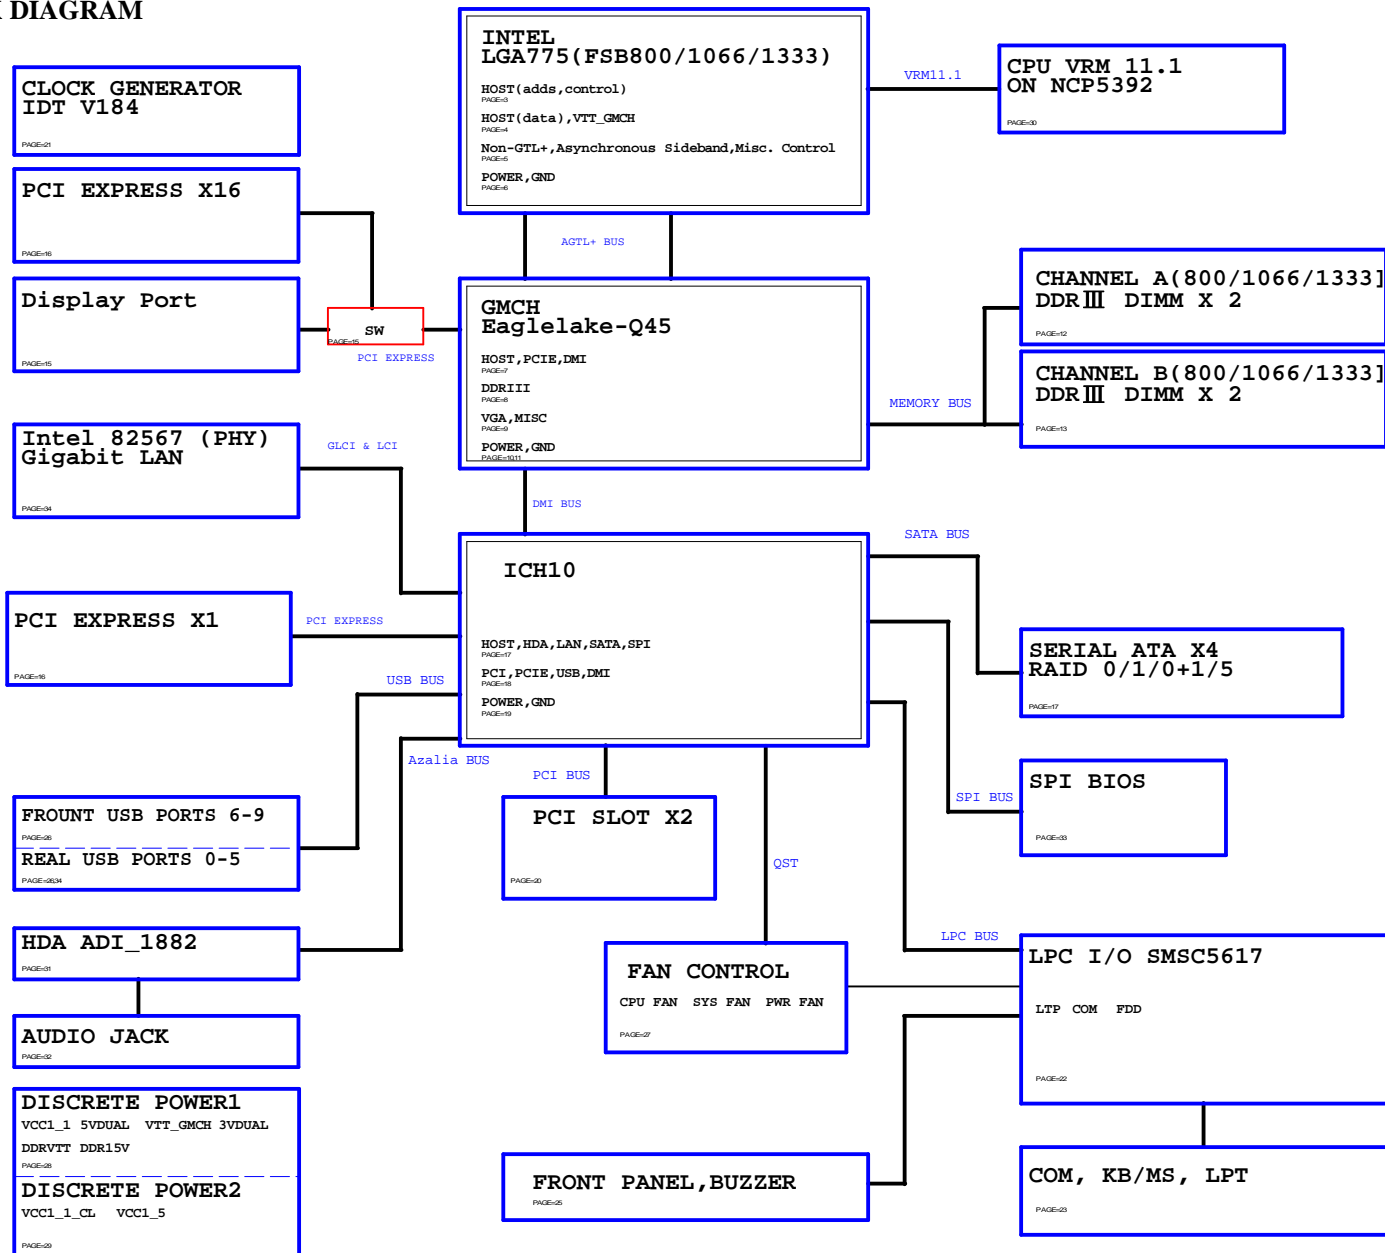 DIAGRAM
CLOCK GENERATOR
IDT V184
PAGE=21
PCI EXPRESS X16
PAGE=16
Display Port
PAGE=15
SW
PAGE=15
PCI EXPRESS
Intel 82567 (PHY)
Gigabit LAN
PAGE=34
GLCI & LCI
PCI EXPRESS X1
PAGE=16
PCI EXPRESS
USB BUS
Azalia BUS
FROUNT USB PORTS 6-9
PAGE=26
REAL USB PORTS 0-5
PAGE=26,34
HDA ADI_1882
PAGE=31
AUDIO JACK
PAGE=32
DISCRETE POWER1
VCC1_1 5VDUAL VTT_GMCH 3VDUAL
DDRVTT DDR15V
PAGE=28
DISCRETE POWER2
VCC1_1_CL VCC1_5
PAGE=29
INTEL
LGA775(FSB800/1066/1333)
HOST(adds,control)
PAGE=3
HOST(data),VTT_GMCH
PAGE=4
Non-GTL+,Asynchronous Sideband,Misc. Control
PAGE=5
POWER,GND
PAGE=6
AGTL+ BUS
GMCH
Eaglelake-Q45
HOST,PCIE,DMI
PAGE=7
DDRIII
PAGE=8
VGA,MISC
PAGE=9
POWER,GND
PAGE=10,11
DMI BUS
ICH10
HOST,HDA,LAN,SATA,SPI
PAGE=17
PCI,PCIE,USB,DMI
PAGE=18
POWER,GND
PAGE=19
PCI BUS
PCI SLOT X2
PAGE=20
QST
FAN CONTROL
CPU FAN SYS FAN PWR FAN
PAGE=27
FRONT PANEL,BUZZER
PAGE=25
VRM11.1
CPU VRM 11.1
ON NCP5392
PAGE=30
CHANNEL A(800/1066/1333]
DDRⅢ DIMM X 2
PAGE=12
CHANNEL B(800/1066/1333]
DDRⅢ DIMM X 2
PAGE=13
MEMORY BUS
SATA BUS
SERIAL ATA X4
RAID 0/1/0+1/5
PAGE=17
SPI BUS
SPI BIOS
PAGE=33
LPC BUS
LPC I/O SMSC5617
LTP COM FDD
PAGE=22
COM, KB/MS, LPT
PAGE=23